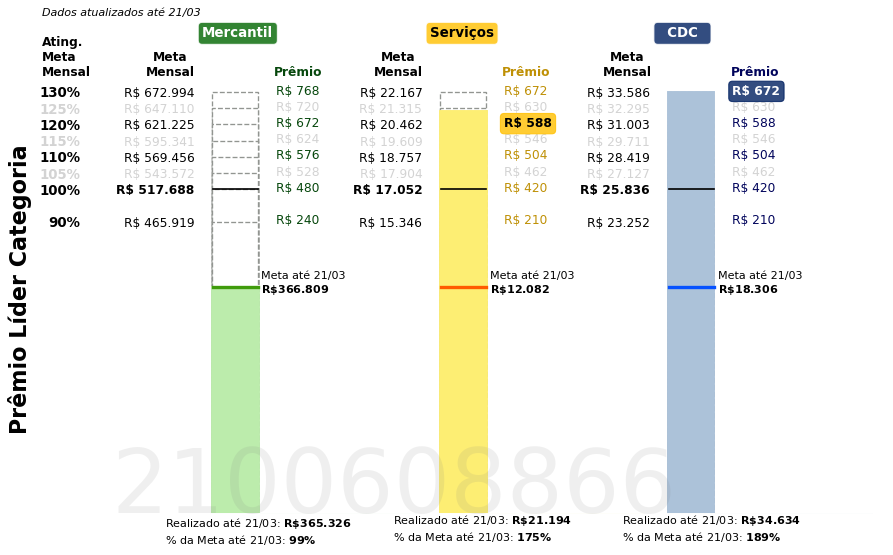 Dados atualizados até 21/03
Mercantil Serviços CDC
Ating. Meta Mensal
Meta Mensal Prêmio Meta Mensal Prêmio Meta Mensal Prêmio
130% R$ 672.994 R$ 768 R$ 22.167 R$ 672 R$ 33.586 R$ 672
125% R$ 647.110 R$ 720 R$ 21.315 R$ 630 R$ 32.295 R$ 630
120% R$ 621.225 R$ 672 R$ 20.462 R$ 588 R$ 31.003 R$ 588
115% R$ 595.341 R$ 624 R$ 19.609 R$ 546 R$ 29.711 R$ 546
110% R$ 569.456 R$ 576 R$ 18.757 R$ 504 R$ 28.419 R$ 504
105% R$ 543.572 R$ 528 R$ 17.904 R$ 462 R$ 27.127 R$ 462
100% R$ 517.688 R$ 480 R$ 17.052 R$ 420 R$ 25.836 R$ 420
90% R$ 465.919 R$ 240 R$ 15.346 R$ 210 R$ 23.252 R$ 210
Prêmio Líder Categoria
Meta até 21/03 Meta até 21/03 Meta até 21/03
R$366.809 R$12.082 R$18.306
2100608866
Realizado até 21/03: R$365.326 Realizado até 21/03: R$21.194 Realizado até 21/03: R$34.634
% da Meta até 21/03: 99% % da Meta até 21/03: 175% % da Meta até 21/03: 189%